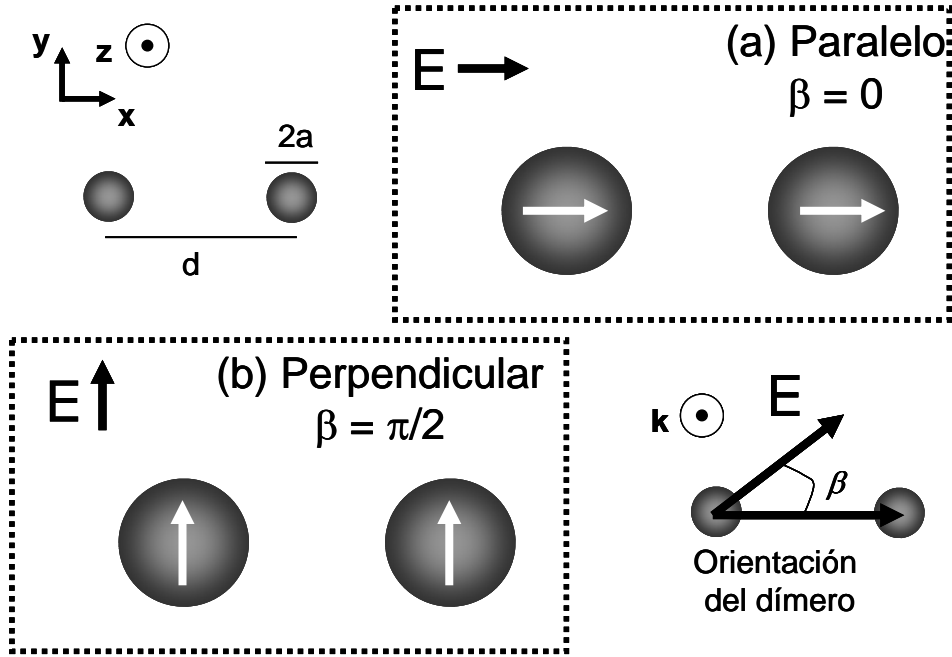 y
z
x
2a
d
E
(a) Paralelo
β = 0
E
(b) Perpendicular
β = π/2
k
E
β
Orientación
del dímero